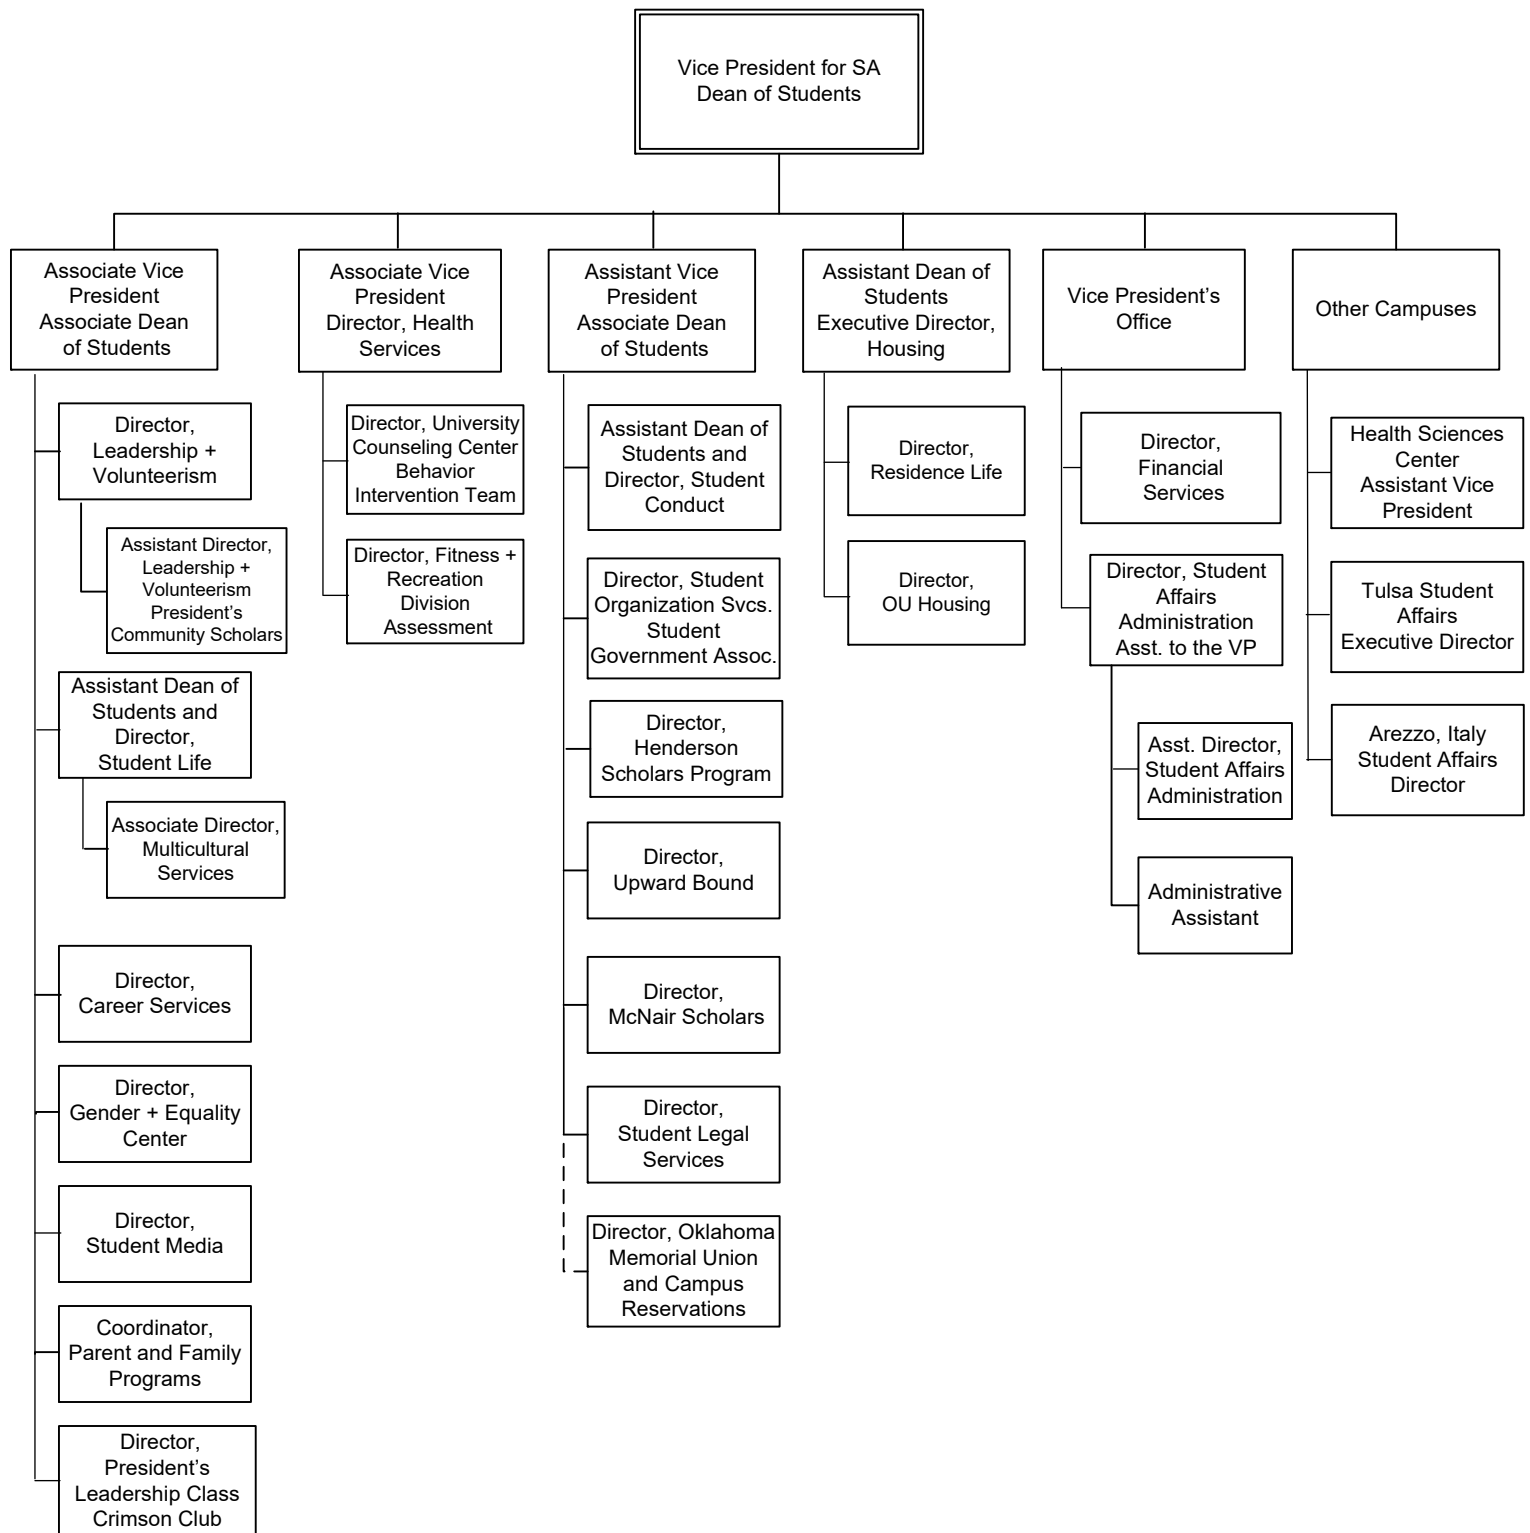 Vice President for SA
Dean of Students
Associate Vice
President
Associate Dean
of Students
Director,
Leadership +
Volunteerism
Assistant Director,
Leadership +
Volunteerism
President’s
Community Scholars
Assistant Dean of
Students and
Director,
Student Life
Associate Director,
Multicultural
Services
Director,
Career Services
Director,
Gender + Equality
Center
Director,
Student Media
Coordinator,
Parent and Family
Programs
Director,
President’s
Leadership Class
Crimson Club
Associate Vice
President
Director, Health
Services
Director, University
Counseling Center
Behavior
Intervention Team
Director, Fitness +
Recreation
Division
Assessment
Assistant Vice
President
Associate Dean
of Students
Assistant Dean of
Students and
Director, Student
Conduct
Director, Student
Organization Svcs.
Student
Government Assoc.
Director,
Henderson
Scholars Program
Director,
Upward Bound
Director,
McNair Scholars
Director,
Student Legal
Services
Director, Oklahoma
Memorial Union
and Campus
Reservations
Assistant Dean of
Students
Executive Director,
Housing
Director,
Residence Life
Director,
OU Housing
Vice President’s
Office
Director,
Financial
Services
Director, Student
Affairs
Administration
Asst. to the VP
Asst. Director,
Student Affairs
Administration
Administrative
Assistant
Other Campuses
Health Sciences
Center
Assistant Vice
President
Tulsa Student
Affairs
Executive Director
Arezzo, Italy
Student Affairs
Director